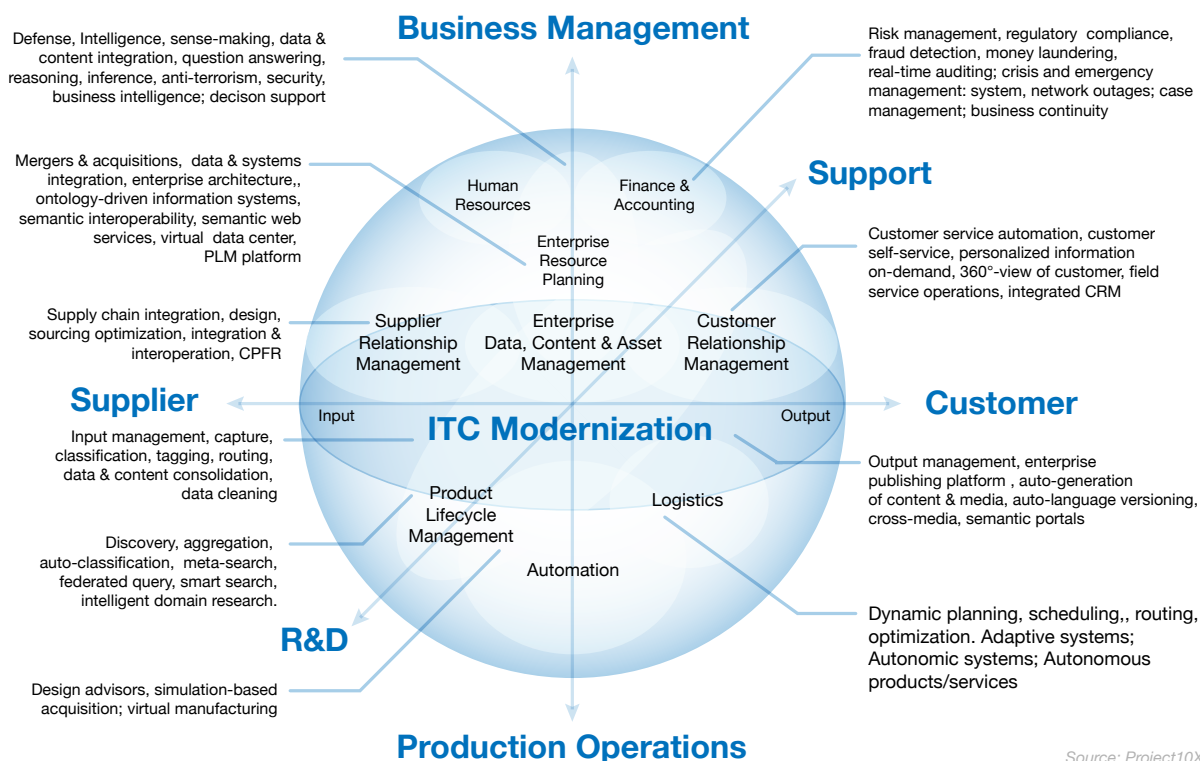 Business Management
Defense, Intelligence, sense-making, data &
content integration, question answering,
reasoning, inference, anti-terrorism, security,
business intelligence; decison support
Risk management, regulatory compliance,
fraud detection, money laundering,
real-time auditing; crisis and emergency
management: system, network outages; case
management; business continuity
Mergers & acquisitions, data & systems
integration, enterprise architecture,,
ontology-driven information systems,
semantic interoperability, semantic web
services, virtual data center,
PLM platform
Human
Resources
Finance &
Accounting
Support
Enterprise
Resource
Planning
Customer service automation, customer
self-service, personalized information
on-demand, 360°-view of customer, field
service operations, integrated CRM
Supply chain integration, design,
sourcing optimization, integration &
interoperation, CPFR
Supplier
Relationship
Management
Enterprise
Data, Content & Asset
Management
Customer
Relationship
Management
Supplier
Input
ITC Modernization
Output
Customer
Input management, capture,
classification, tagging, routing,
data & content consolidation,
data cleaning
Output management, enterprise
publishing platform , auto-generation
of content & media, auto-language versioning,
cross-media, semantic portals
Product
Lifecycle
Management
Logistics
Discovery, aggregation,
auto-classification, meta-search,
federated query, smart search,
intelligent domain research.
Automation
R&D
Dynamic planning, scheduling,, routing,
optimization. Adaptive systems;
Autonomic systems; Autonomous
products/services
Design advisors, simulation-based
acquisition; virtual manufacturing
Production Operations
Source: Project10X